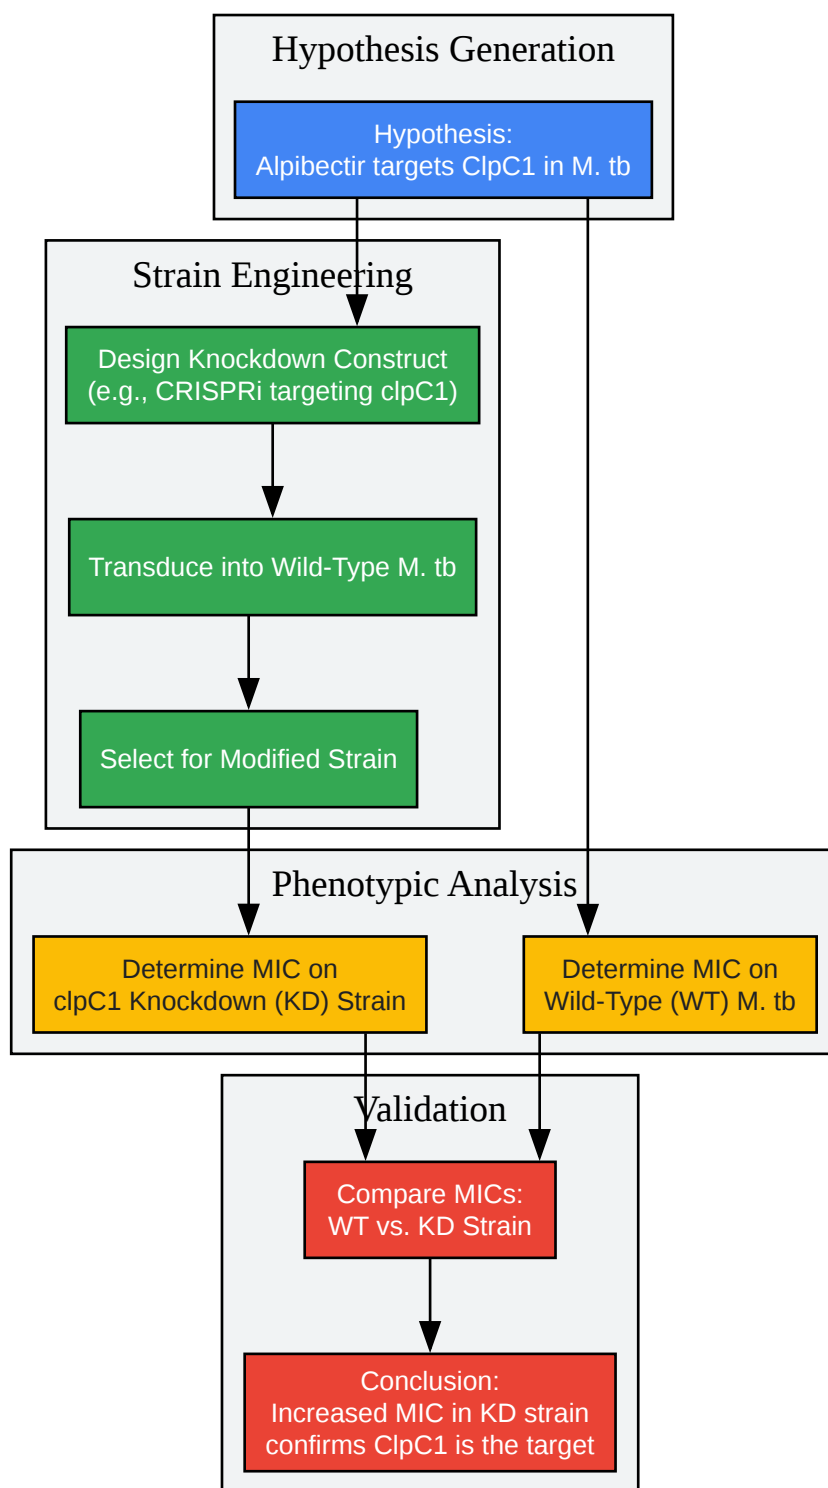 Hypothesis Generation
Hypothesis:
Alpibectir targets ClpC1 in M. tb
Strain Engineering
Design Knockdown Construct
(e.g., CRISPRi targeting clpC1)
Transduce into Wild-Type M. tb
Select for Modified Strain
Phenotypic Analysis
Determine MIC on
clpC1 Knockdown (KD) Strain
Determine MIC on
Wild-Type (WT) M. tb
Validation
Compare MICs:
WT vs. KD Strain
Conclusion:
Increased MIC in KD strain
confirms ClpC1 is the target